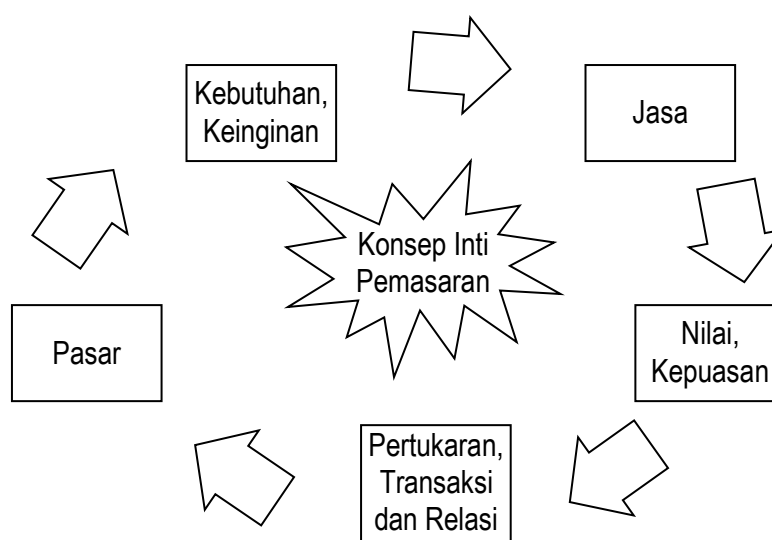 Kebutuhan,
Keinginan
Jasa
Konsep Inti
Pemasaran
Pasar
Nilai,
Kepuasan
Pertukaran,
Transaksi
dan Relasi